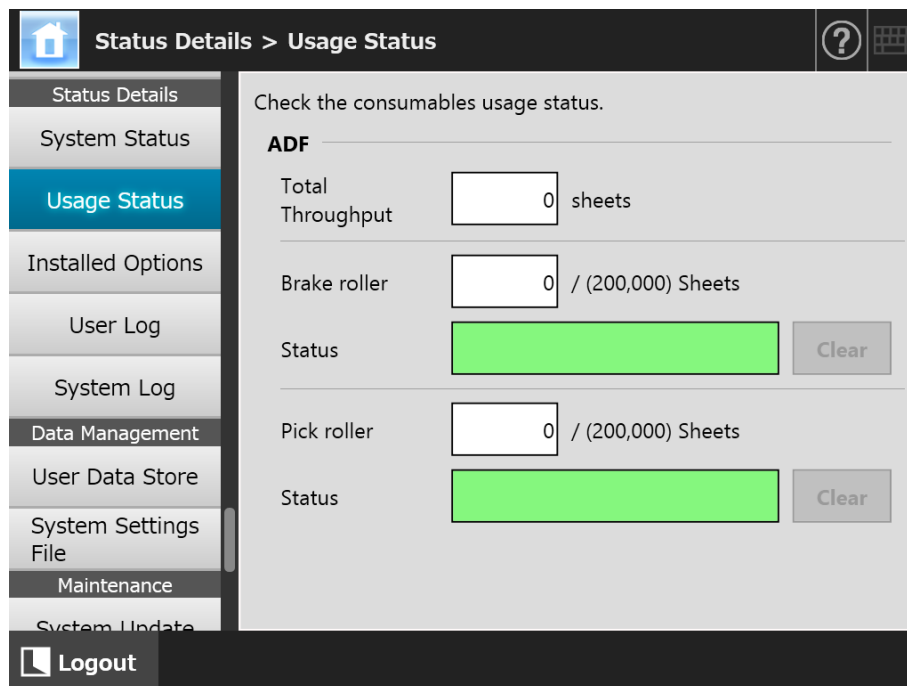 Status Details > Usage Status
?
Status Details
System Status
Usage Status
Installed Options
User Log
System Log
Data Management
User Data Store
System Settings
File
Maintenance
System Update
Check the consumables usage status.
ADF
Total
Throughput
0 sheets
Brake roller 0 / (200,000) Sheets
Status Clear
Pick roller 0 / (200,000) Sheets
Status Clear
Logout